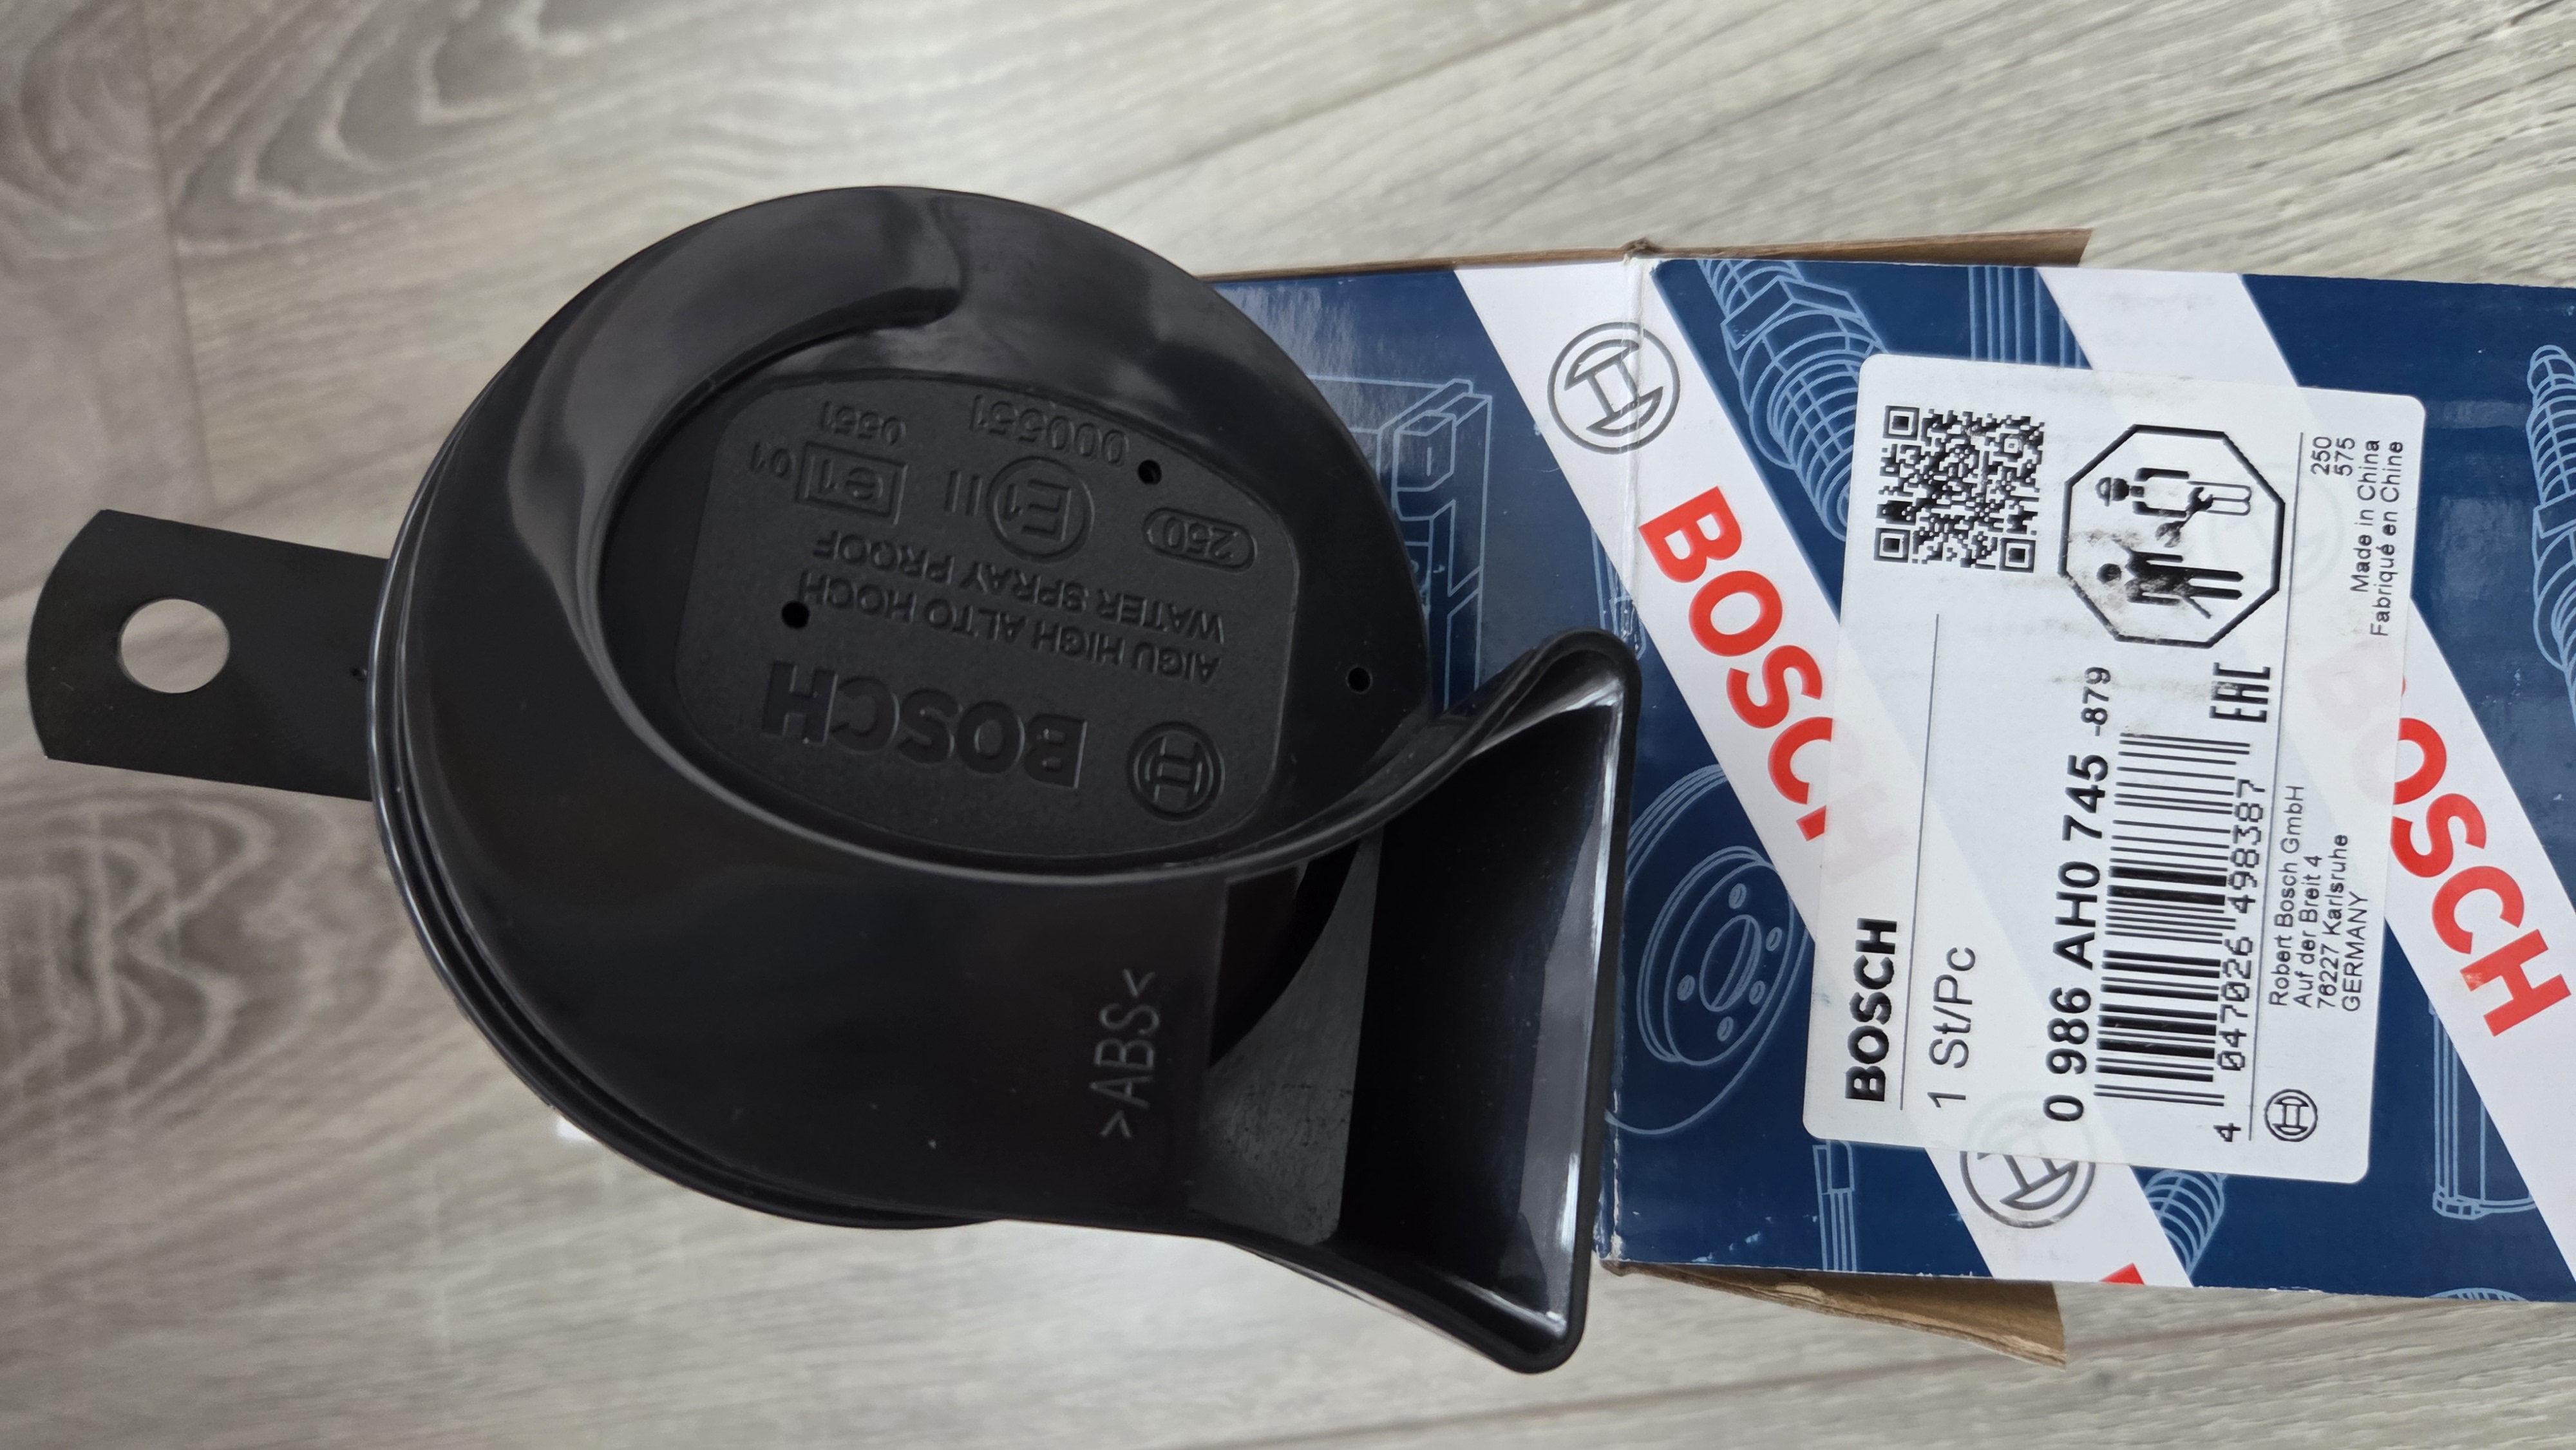 BOSCH
AIGU HIGH ALTO HOCH
WATER SPRAY PROOF
250
E1
II
e1
01
000551
0551
>ABS<
BOSCH
BOSCH
BOSCH
1 St/Pc
0 986 AH0 745 -879
4 047026 498387
EAC
Robert Bosch GmbH
Auf der Breit 4
76227 Karlsruhe
GERMANY
250
575
Made in China
Fabriqué en Chine